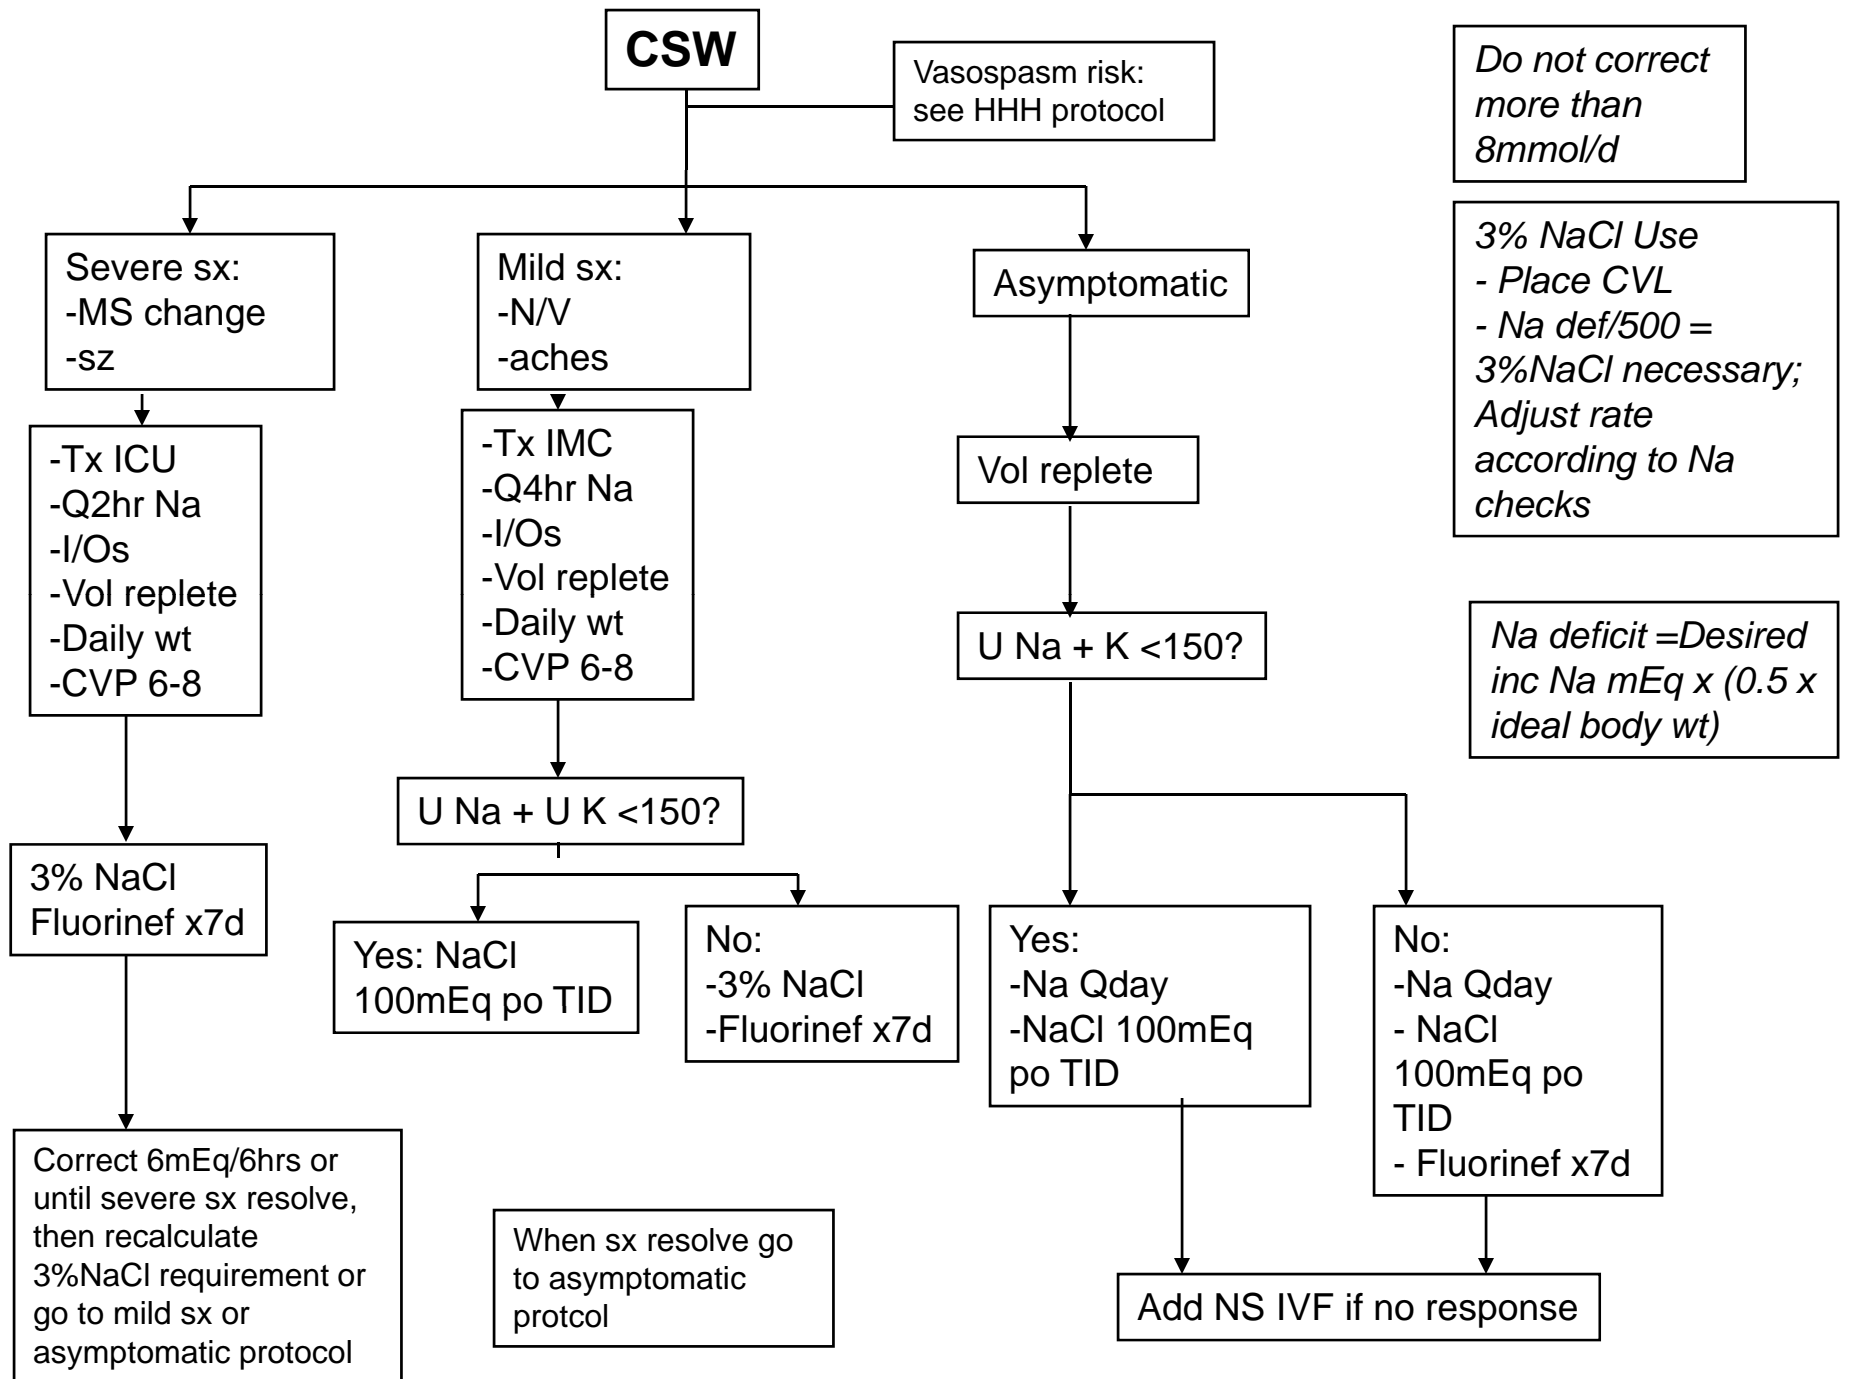 CSW
Vasospasm risk:
see HHH protocol
Do not correct
more than
8mmol/d
Severe sx:
-MS change
-sz
Mild sx:
-N/V
-aches
Asymptomatic
3% NaCl Use
- Place CVL
- Na def/500 =
3%NaCl necessary;
Adjust rate
according to Na
checks
-Tx ICU
-Q2hr Na
-I/Os
-Vol replete
-Daily wt
-CVP 6-8
-Tx IMC
-Q4hr Na
-I/Os
-Vol replete
-Daily wt
-CVP 6-8
Vol replete
U Na + K <150?
Na deficit =Desired
inc Na mEq x (0.5 x
ideal body wt)
U Na + U K <150?
3% NaCl
Fluorinef x7d
Yes: NaCl
100mEq po TID
No:
-3% NaCl
-Fluorinef x7d
Yes:
-Na Qday
-NaCl 100mEq
po TID
No:
-Na Qday
- NaCl
100mEq po
TID
- Fluorinef x7d
Correct 6mEq/6hrs or
until severe sx resolve,
then recalculate
3%NaCl requirement or
go to mild sx or
asymptomatic protocol
When sx resolve go
to asymptomatic
protcol
Add NS IVF if no response